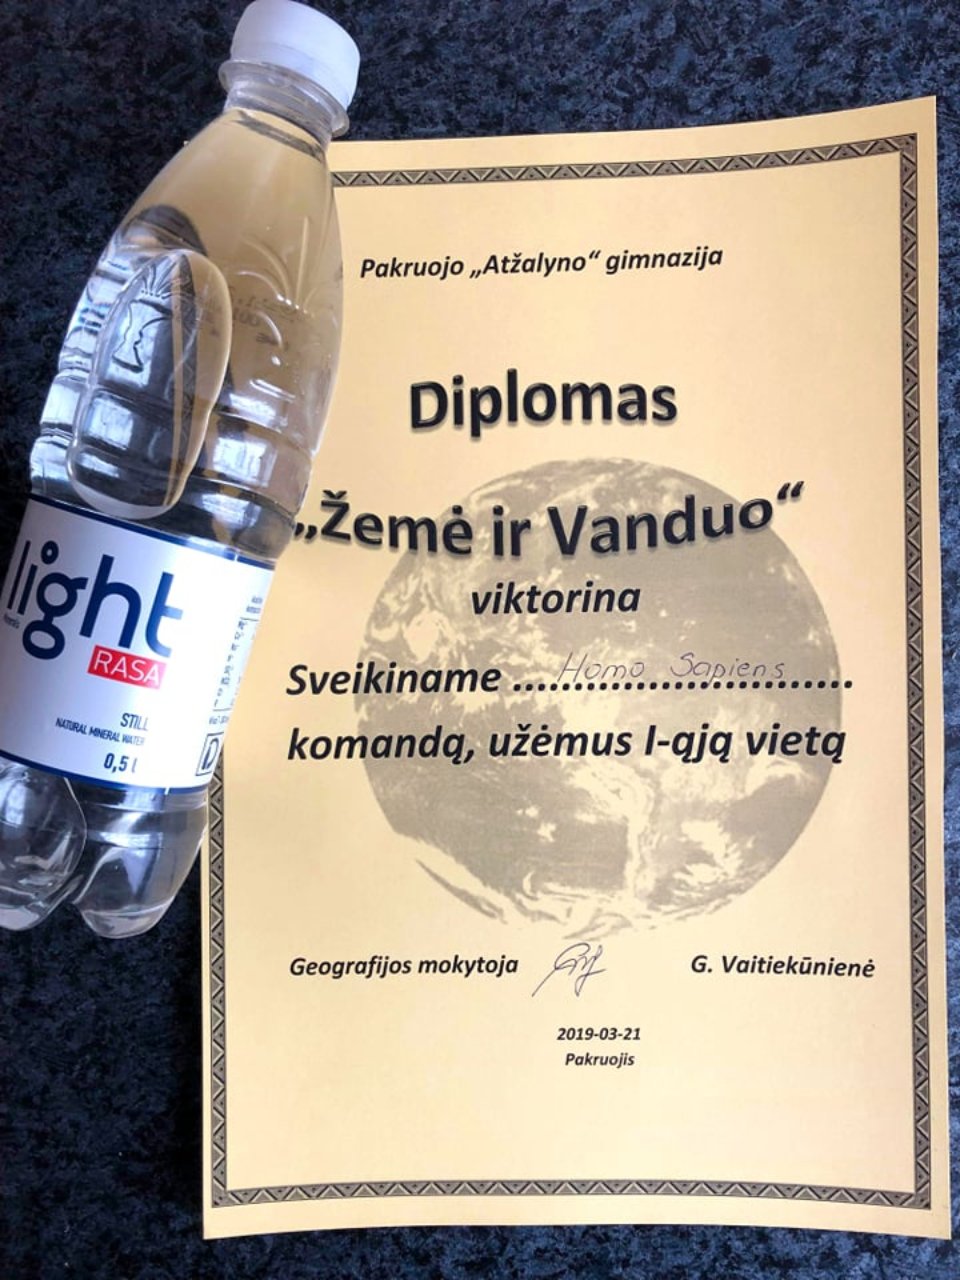 Pakruojo „Atžalyno“ gimnazija
Diplomas
„Žemė ir Vanduo“
viktorina
Sveikiname ...Homo Sapiens...
komandą, užėmus I-ąją vietą
Geografijos mokytoja G. Vaitiekūnienė
2019-03-21
Pakruojis
light
RASA
STILL
NATURAL MINERAL WATER
0,5 l